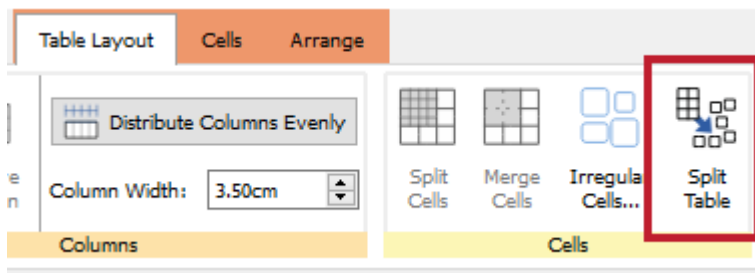 Table Layout Cells Arrange
Distribute Columns Evenly
Column Width: 3.50cm
Columns
Split
Cells
Merge
Cells
Irregula
Cells...
Split
Table
Cells